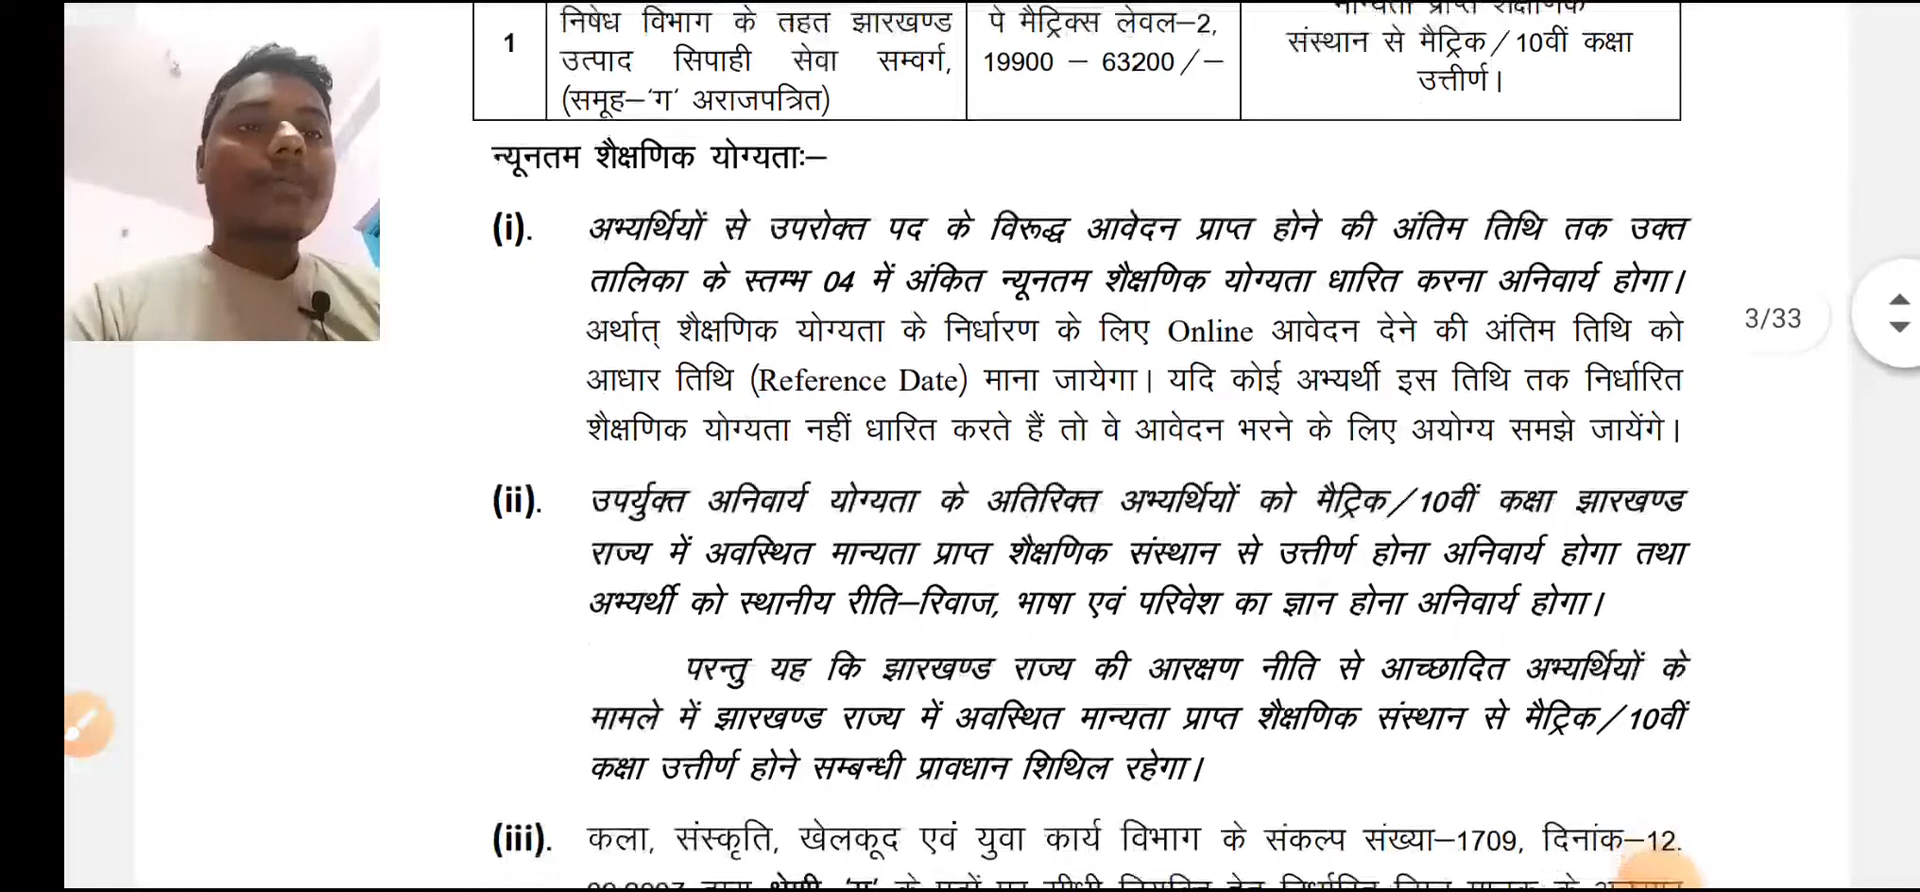 1
निषेध विभाग के तहत झारखण्ड
उत्पाद सिपाही सेवा सम्वर्ग,
(समूह–‘ग’ अराजपत्रित)
पे मैट्रिक्स लेवल–2,
19900 – 63200/–
मान्यता प्राप्त शैक्षणिक
संस्थान से मैट्रिक/10वीं कक्षा
उत्तीर्ण।
न्यूनतम शैक्षणिक योग्यताः–
(i). अभ्यर्थियों से उपरोक्त पद के विरूद्ध आवेदन प्राप्त होने की अंतिम तिथि तक उक्त
तालिका के स्तम्भ 04 में अंकित न्यूनतम शैक्षणिक योग्यता धारित करना अनिवार्य होगा।
अर्थात् शैक्षणिक योग्यता के निर्धारण के लिए Online आवेदन देने की अंतिम तिथि को
आधार तिथि (Reference Date) माना जायेगा। यदि कोई अभ्यर्थी इस तिथि तक निर्धारित
शैक्षणिक योग्यता नहीं धारित करते हैं तो वे आवेदन भरने के लिए अयोग्य समझे जायेंगे।
3/33
(ii). उपर्युक्त अनिवार्य योग्यता के अतिरिक्त अभ्यर्थियों को मैट्रिक/10वीं कक्षा झारखण्ड
राज्य में अवस्थित मान्यता प्राप्त शैक्षणिक संस्थान से उत्तीर्ण होना अनिवार्य होगा तथा
अभ्यर्थी को स्थानीय रीति–रिवाज, भाषा एवं परिवेश का ज्ञान होना अनिवार्य होगा।
परन्तु यह कि झारखण्ड राज्य की आरक्षण नीति से आच्छादित अभ्यर्थियों के
मामले में झारखण्ड राज्य में अवस्थित मान्यता प्राप्त शैक्षणिक संस्थान से मैट्रिक/10वीं
कक्षा उत्तीर्ण होने सम्बन्धी प्रावधान शिथिल रहेगा।
(iii). कला, संस्कृति, खेलकूद एवं युवा कार्य विभाग के संकल्प संख्या–1709, दिनांक–12.